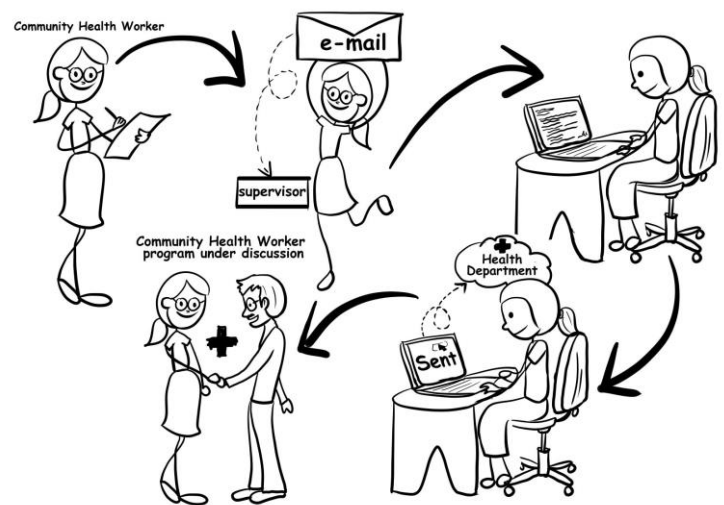 Community Health Worker
e-mail
supervisor
Health
Department
Sent
Community Health Worker
program under discussion